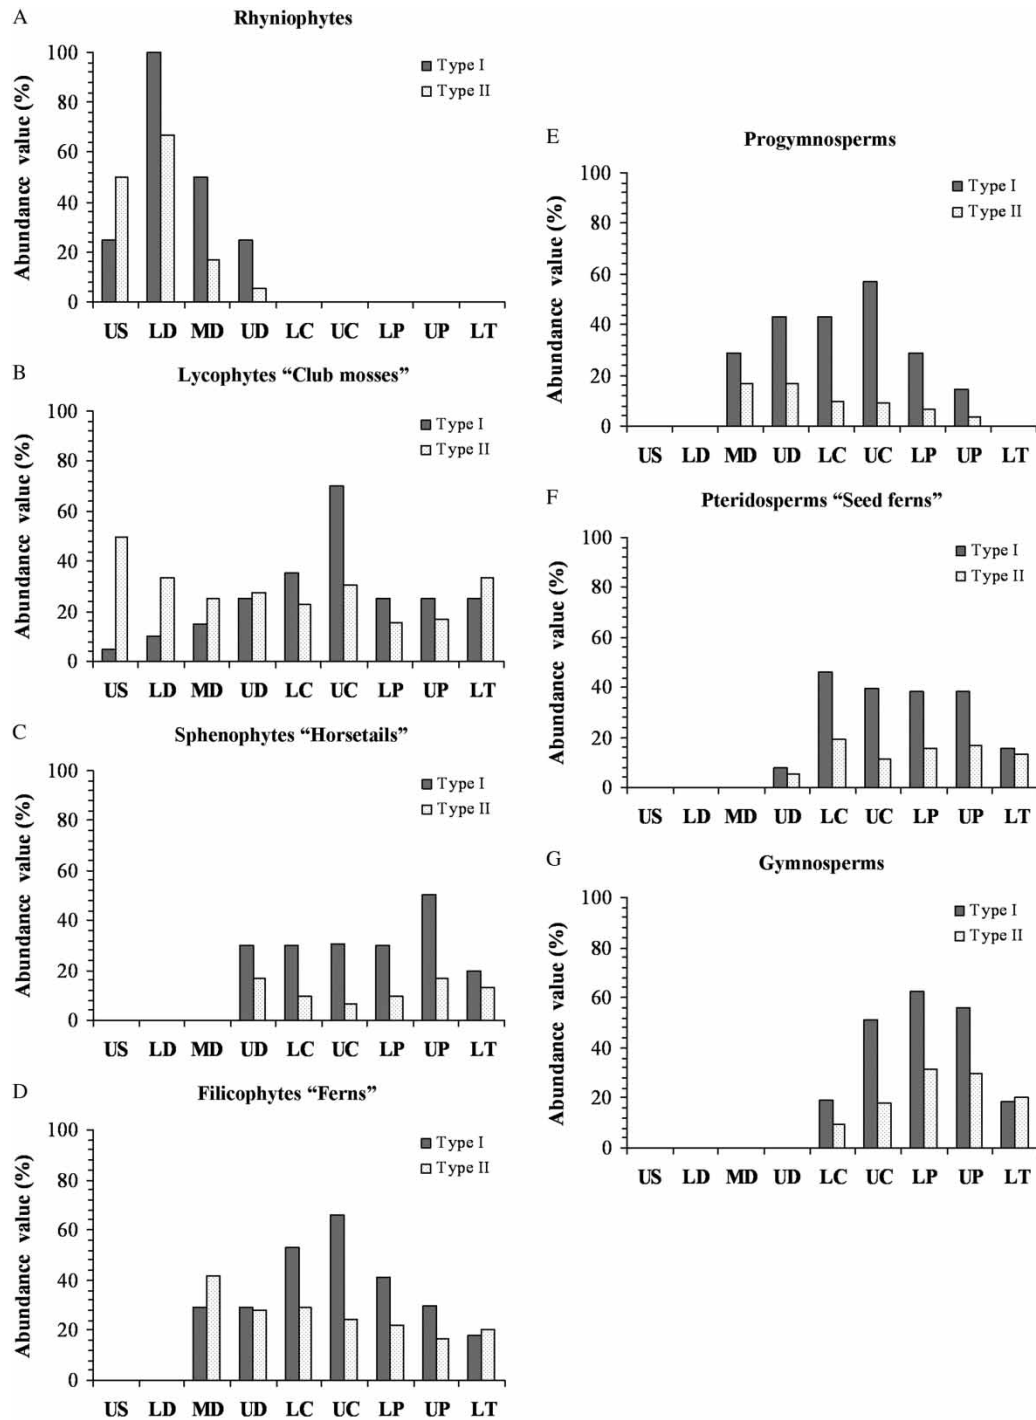 A
Rhyniophytes
Abundance value (%)
100
80
60
40
20
0
Type I
Type II
US LD MD UD LC UC LP UP LT
B
Lycophytes “Club mosses”
Abundance value (%)
100
80
60
40
20
0
Type I
Type II
US LD MD UD LC UC LP UP LT
C
Sphenophytes “Horsetails”
Abundance value (%)
100
80
60
40
20
0
Type I
Type II
US LD MD UD LC UC LP UP LT
D
Filicophytes “Ferns”
Abundance value (%)
100
80
60
40
20
0
Type I
Type II
US LD MD UD LC UC LP UP LT
E
Progymnosperms
Abundance value (%)
100
80
60
40
20
0
Type I
Type II
US LD MD UD LC UC LP UP LT
F
Pteridosperms “Seed ferns”
Abundance value (%)
100
80
60
40
20
0
Type I
Type II
US LD MD UD LC UC LP UP LT
G
Gymnosperms
Abundance value (%)
100
80
60
40
20
0
Type I
Type II
US LD MD UD LC UC LP UP LT